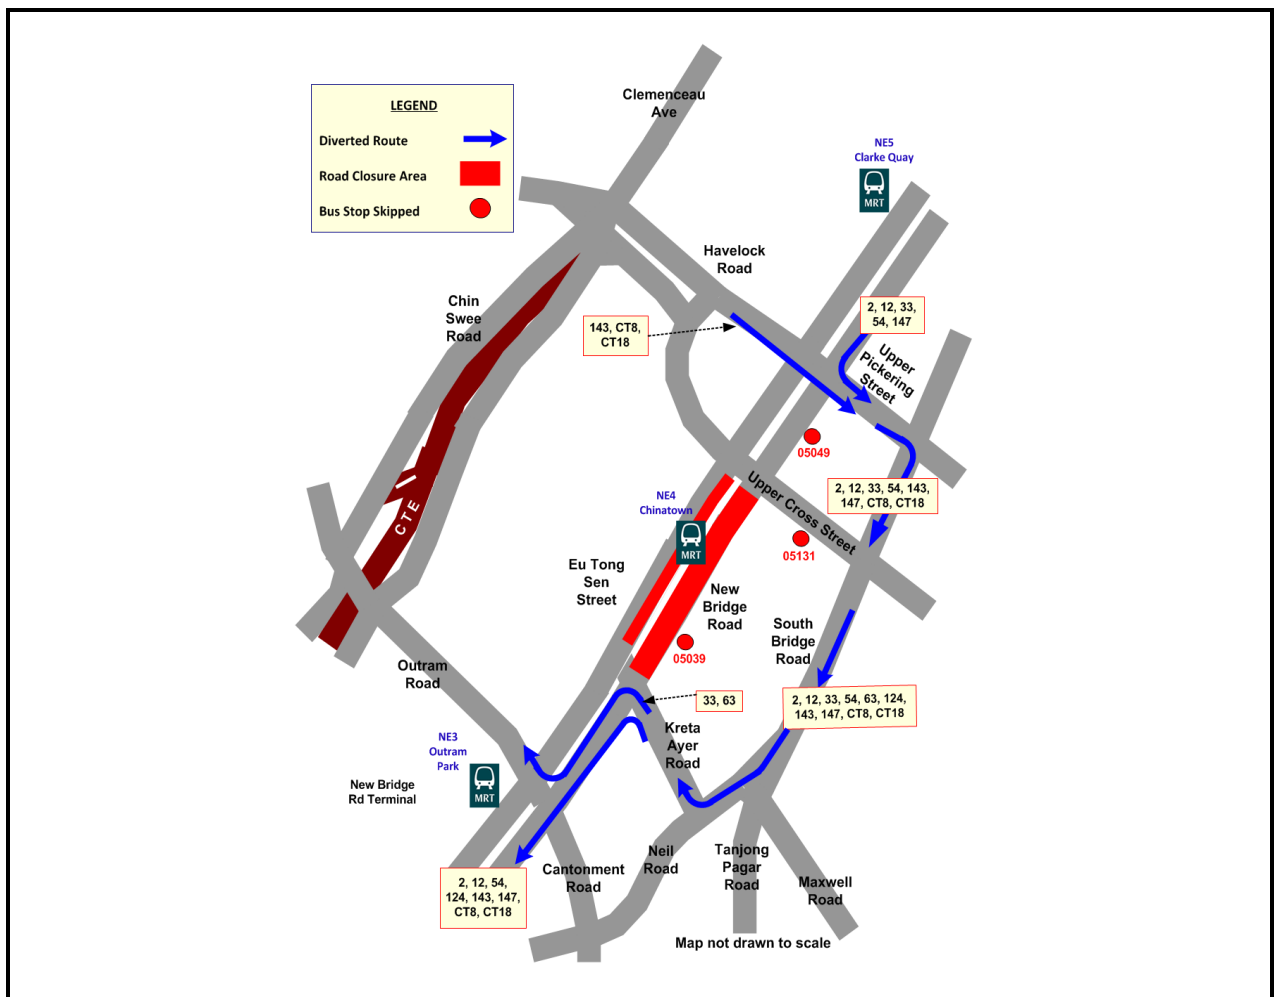 LEGEND
Diverted Route
Road Closure Area
Bus Stop Skipped
Clemenceau
Ave
NE5
Clarke Quay
MRT
Havelock
Road
Chin
Swee
Road
143, CT8,
CT18
2, 12, 33,
54, 147
Upper
Pickering
Street
05049
2, 12, 33, 54, 143,
147, CT8, CT18
Upper Cross Street
NE4
Chinatown
MRT
CTE
05131
Eu Tong
Sen
Street
New
Bridge
Road
South
Bridge
Road
05039
Outram
Road
33, 63
2, 12, 33, 54, 63, 124,
143, 147, CT8, CT18
Kreta
Ayer
Road
NE3
Outram
Park
MRT
New Bridge
Rd Terminal
2, 12, 54,
124, 143, 147,
CT8, CT18
Cantonment
Road
Neil
Road
Tanjong
Pagar
Road
Maxwell
Road
Map not drawn to scale